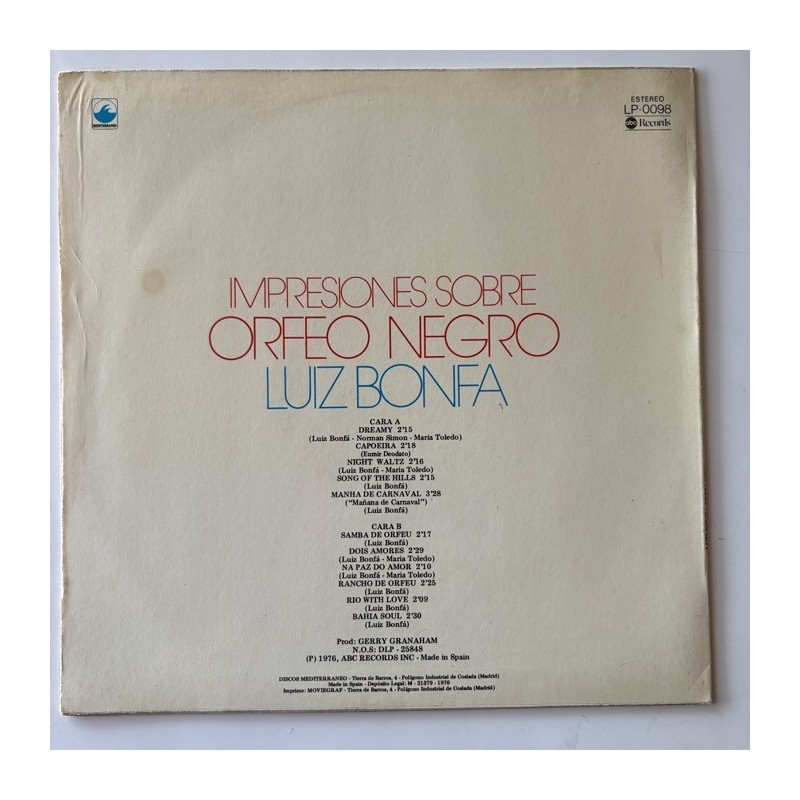 MEDITERRANEO
ESTEREO
LP-0098
abc Records
IMPRESIONES SOBRE
ORFEO NEGRO
LUIZ BONFA
CARA A
DREAMY 2'15
(Luiz Bonfá - Norman Simon - Maria Toledo)
CAPOEIRA 2'18
(Eumir Deodato)
NIGHT WALTZ 2'16
(Luiz Bonfá - Maria Toledo)
SONG OF THE HILLS 2'15
(Luiz Bonfá)
MANHA DE CARNAVAL 3'28
("Mañana de Carnaval")
(Luiz Bonfá)
CARA B
SAMBA DE ORFEU 2'17
(Luiz Bonfá)
DOIS AMORES 2'29
(Luiz Bonfá - Maria Toledo)
NA PAZ DO AMOR 2'10
(Luiz Bonfá - Maria Toledo)
RANCHO DE ORFEU 2'25
(Luiz Bonfá)
RIO WITH LOVE 2'09
(Luiz Bonfá)
BAHIA SOUL 2'30
(Luiz Bonfá)
Prod: GERRY GRANAHAM
N.O.S: DLP - 25848
(P) 1976, ABC RECORDS INC - Made in Spain
DISCOS MEDITERRANEO - Tierra de Barros, 4 - Polígono Industrial de Coslada (Madrid)
Made in Spain - Depósito Legal: M - 21370 - 1976
Imprime: MOVIEGRAF - Tierra de Barros, 4 - Polígono Industrial de Coslada (Madrid)